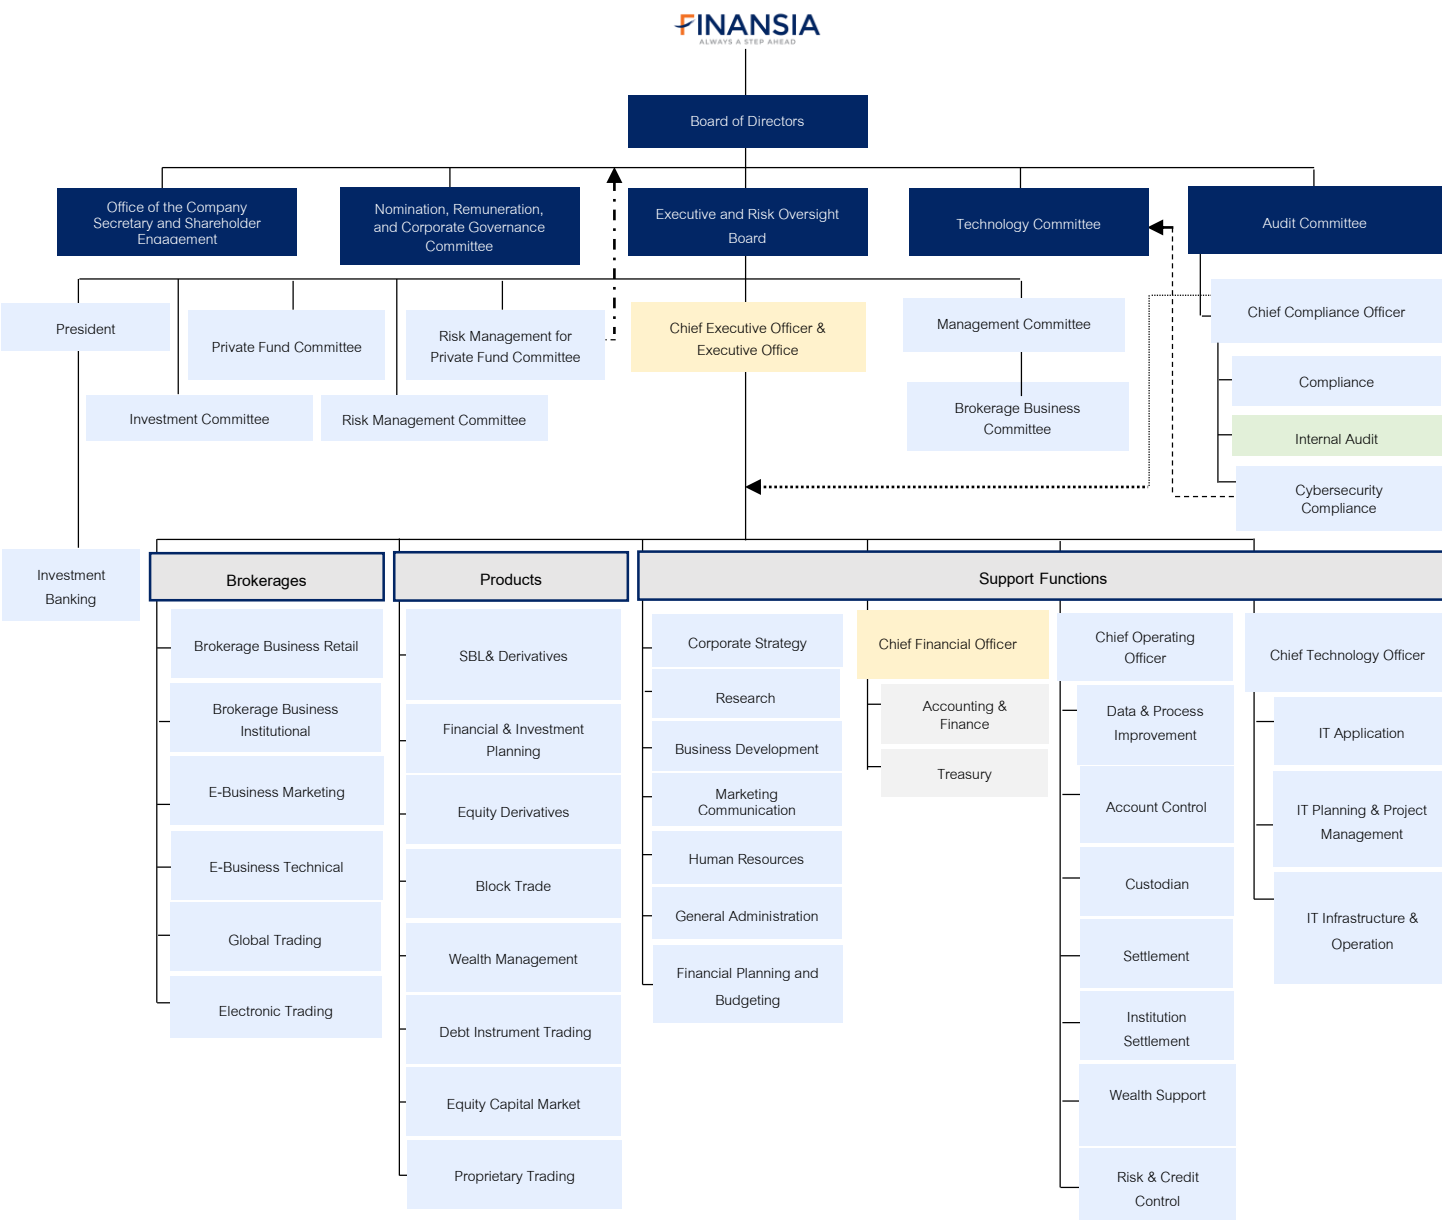 FINANSIA
ALWAYS A STEP AHEAD
Board of Directors
Office of the Company
Secretary and Shareholder
Engagement
Nomination, Remuneration,
and Corporate Governance
Committee
Executive and Risk Oversight
Board
Technology Committee
Audit Committee
President
Private Fund Committee
Risk Management for
Private Fund Committee
Chief Executive Officer &
Executive Office
Management Committee
Chief Compliance Officer
Investment Committee
Risk Management Committee
Brokerage Business
Committee
Compliance
Internal Audit
Cybersecurity
Compliance
Investment
Banking
Brokerages
Products
Support Functions
Brokerage Business Retail
Brokerage Business
Institutional
E-Business Marketing
E-Business Technical
Global Trading
Electronic Trading
SBL& Derivatives
Financial & Investment
Planning
Equity Derivatives
Block Trade
Wealth Management
Debt Instrument Trading
Equity Capital Market
Proprietary Trading
Corporate Strategy
Research
Business Development
Marketing
Communication
Human Resources
General Administration
Financial Planning and
Budgeting
Chief Financial Officer
Accounting &
Finance
Treasury
Chief Operating
Officer
Data & Process
Improvement
Account Control
Custodian
Settlement
Institution
Settlement
Wealth Support
Risk & Credit
Control
Chief Technology Officer
IT Application
IT Planning & Project
Management
IT Infrastructure &
Operation